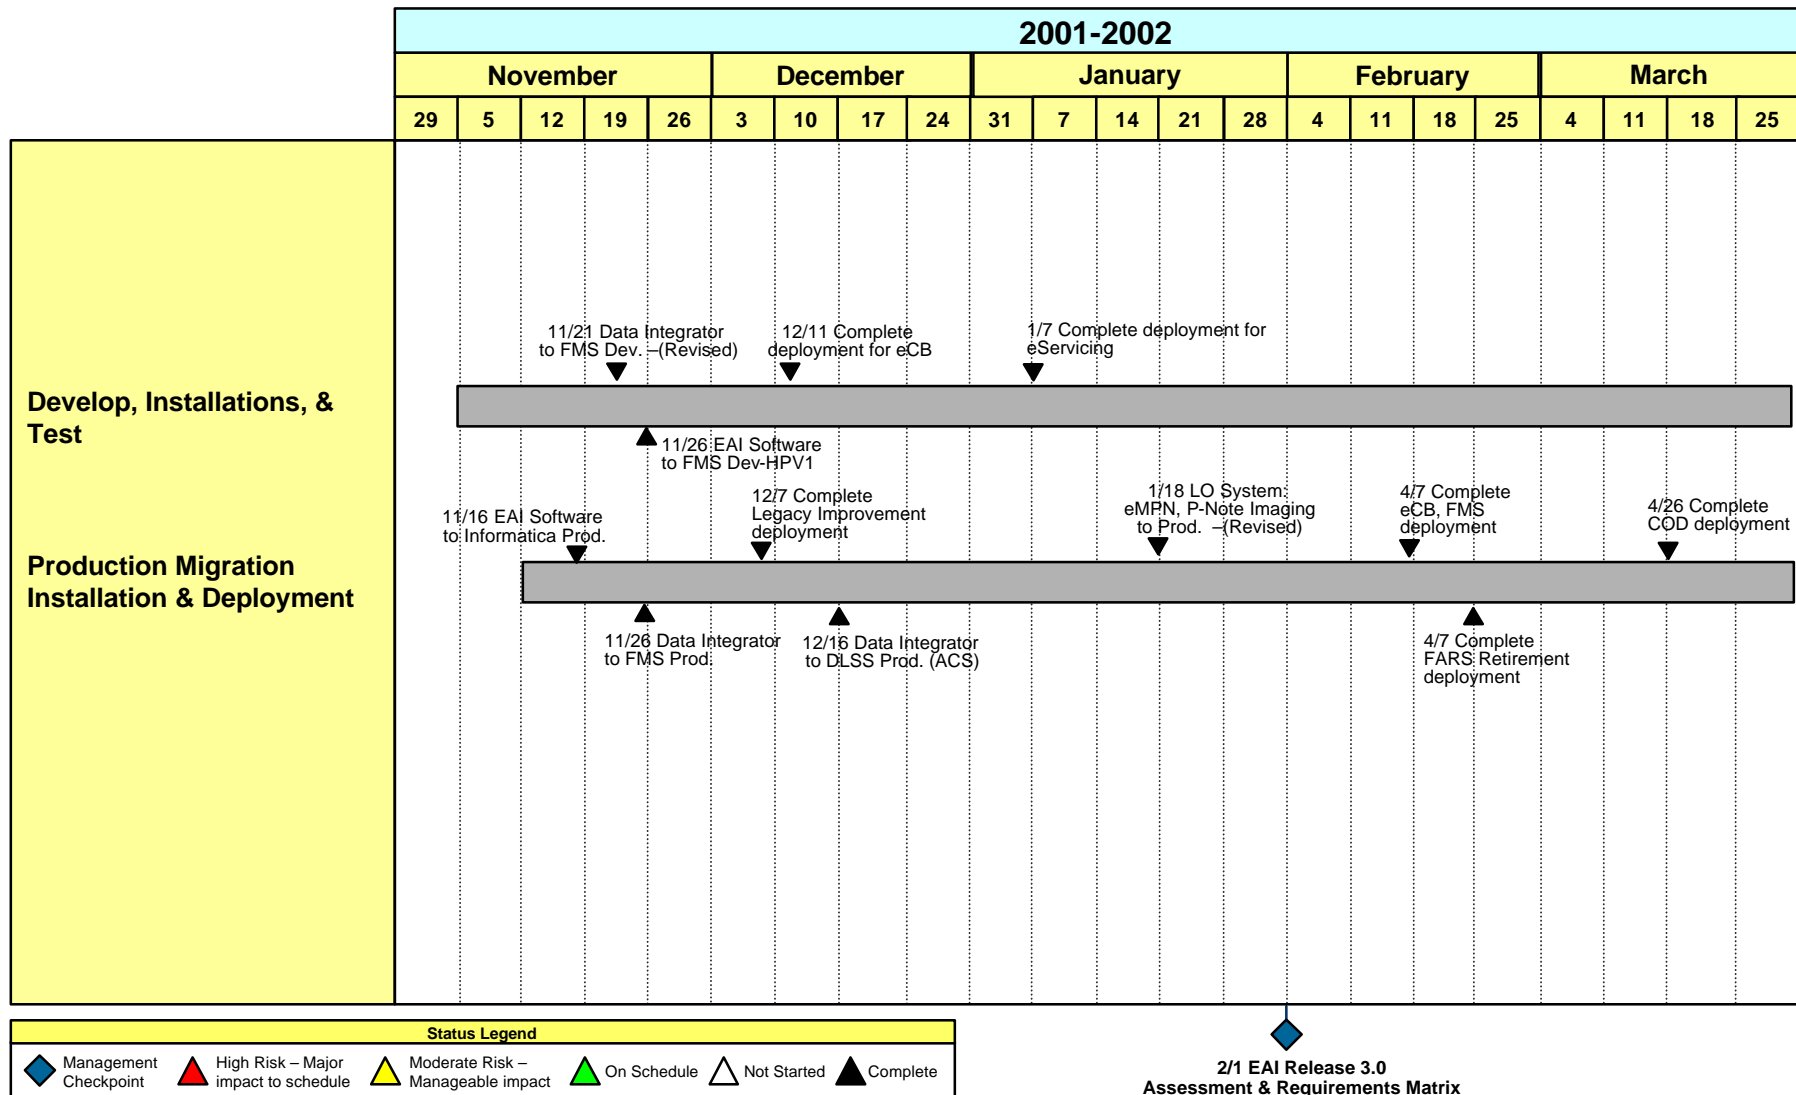 2001-2002
November December January February March
29 5 12 19 26 3 10 17 24 31 7 14 21 28 4 11 18 25 4 11 18 25
11/21 Data Integrator
to FMS Dev. –(Revised)
12/11 Complete
deployment for eCB
1/7 Complete deployment for
eServicing
Develop, Installations, &
Test
11/26 EAI Software
to FMS Dev-HPV1
11/16 EAI Software
to Informatica Prod.
12/7 Complete
Legacy Improvement
deployment
1/18 LO System:
eMPN, P-Note Imaging
to Prod. –(Revised)
4/7 Complete
eCB, FMS
deployment
4/26 Complete
COD deployment
Production Migration
Installation & Deployment
11/26 Data Integrator
to FMS Prod.
12/16 Data Integrator
to DLSS Prod. (ACS)
4/7 Complete
FARS Retirement
deployment
Status Legend
Management
Checkpoint
High Risk – Major
impact to schedule
Moderate Risk –
Manageable impact
On Schedule
Not Started
Complete
2/1 EAI Release 3.0
Assessment & Requirements Matrix